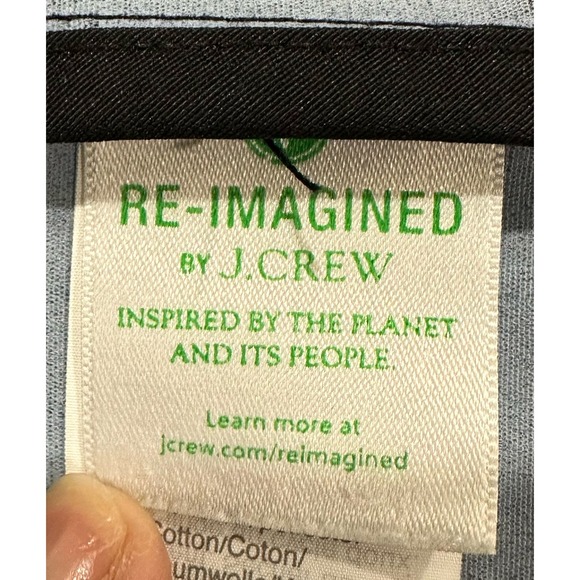 RE-IMAGINED
BY J.CREW
INSPIRED BY THE PLANET
AND ITS PEOPLE.
Learn more at
jcrew.com/reimagined
Cotton/Coton/